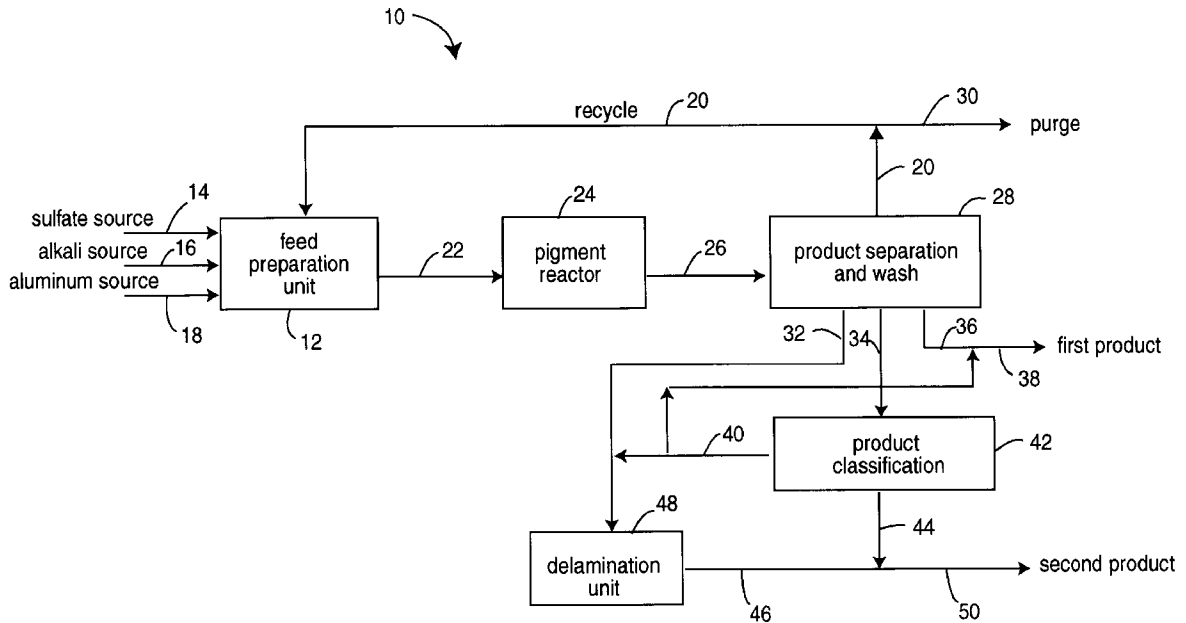 10
recycle
20
30
purge
20
14
sulfate source
alkali source
16
aluminum source
18
feed
preparation
unit
12
22
24
pigment
reactor
26
28
product separation
and wash
32
34
36
first product
38
40
product
classification
42
44
48
delamination
unit
46
50
second product